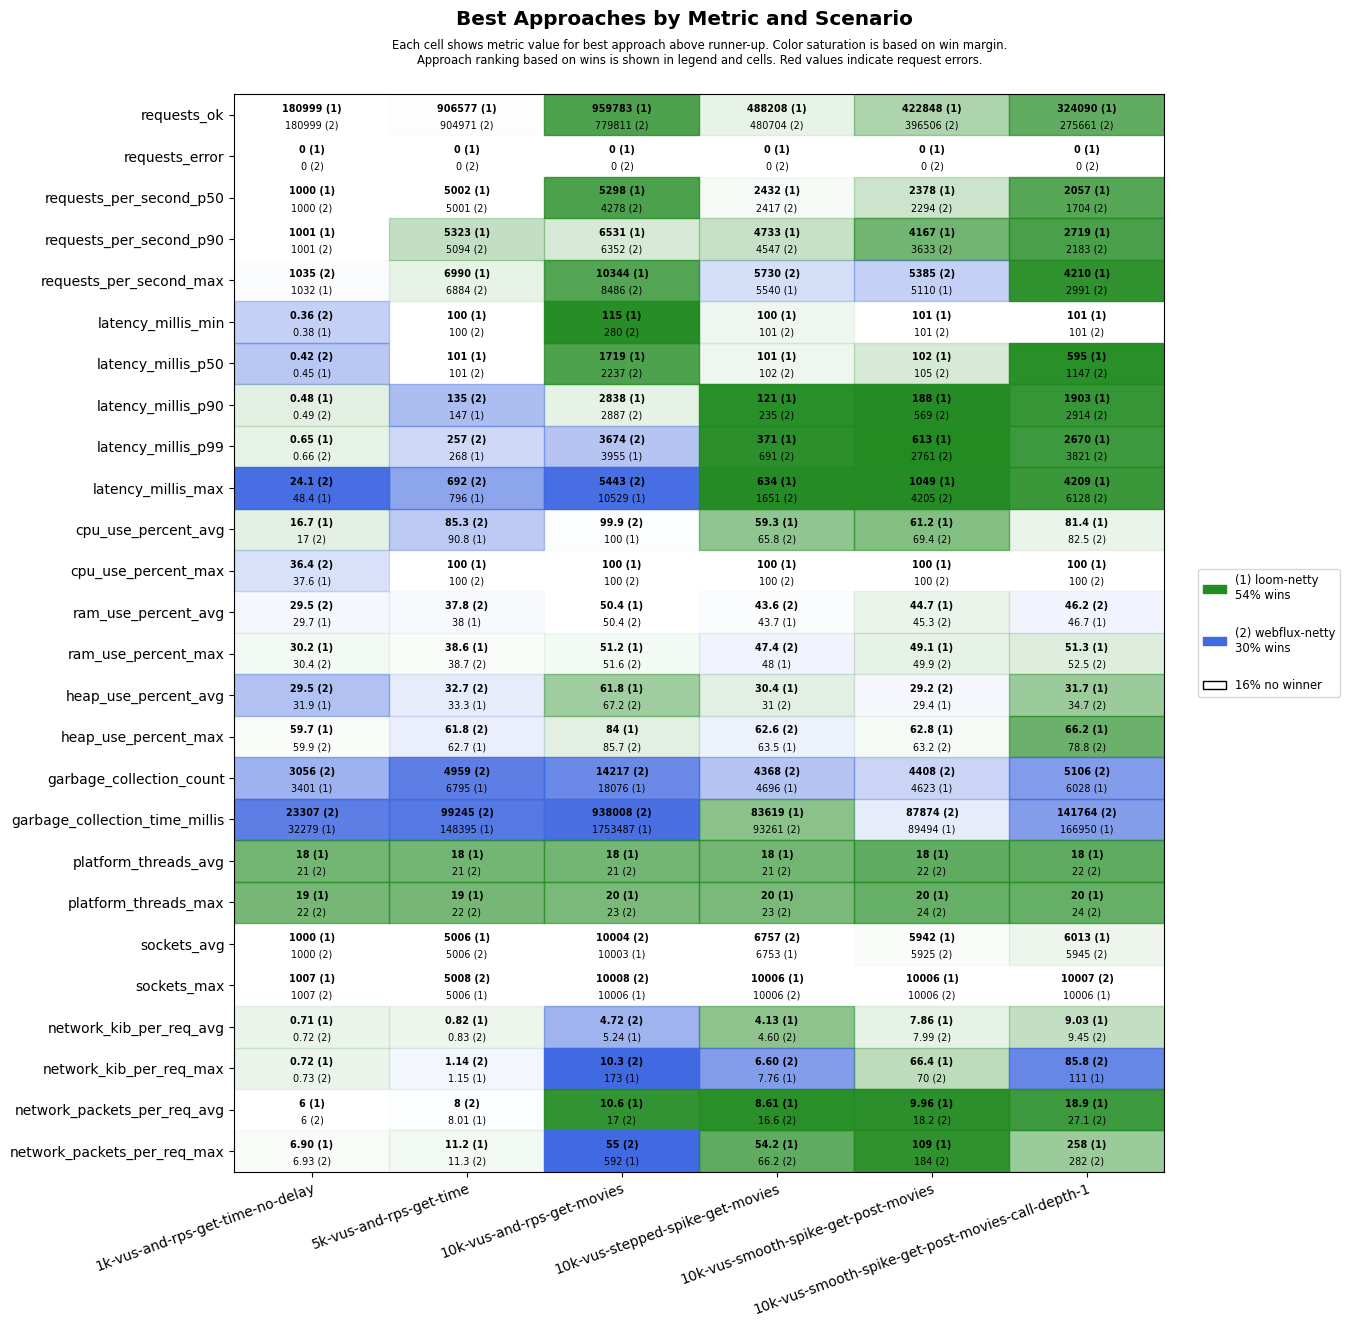 Best Approaches by Metric and Scenario
Each cell shows metric value for best approach above runner-up. Color saturation is based on win margin.
Approach ranking based on wins is shown in legend and cells. Red values indicate request errors.
requests_ok
180999 (1) 906577 (1) 959783 (1) 488208 (1) 422848 (1) 324090 (1)
180999 (2) 904971 (2) 779811 (2) 480704 (2) 396506 (2) 275661 (2)
requests_error
0 (1) 0 (1) 0 (1) 0 (1) 0 (1) 0 (1)
0 (2) 0 (2) 0 (2) 0 (2) 0 (2) 0 (2)
requests_per_second_p50
1000 (1) 5002 (1) 5298 (1) 2432 (1) 2378 (1) 2057 (1)
1000 (2) 5001 (2) 4278 (2) 2417 (2) 2294 (2) 1704 (2)
requests_per_second_p90
1001 (1) 5323 (1) 6531 (1) 4733 (1) 4167 (1) 2719 (1)
1001 (2) 5094 (2) 6352 (2) 4547 (2) 3633 (2) 2183 (2)
requests_per_second_max
1035 (2) 6990 (1) 10344 (1) 5730 (2) 5385 (2) 4210 (1)
1032 (1) 6884 (2) 8486 (2) 5540 (1) 5110 (1) 2991 (2)
latency_millis_min
0.36 (2) 100 (1) 115 (1) 100 (1) 101 (1) 101 (1)
0.38 (1) 100 (2) 280 (2) 101 (2) 101 (2) 101 (2)
latency_millis_p50
0.42 (2) 101 (1) 1719 (1) 101 (1) 102 (1) 595 (1)
0.45 (1) 101 (2) 2237 (2) 102 (2) 105 (2) 1147 (2)
latency_millis_p90
0.48 (1) 135 (2) 2838 (1) 121 (1) 188 (1) 1903 (1)
0.49 (2) 147 (1) 2887 (2) 235 (2) 569 (2) 2914 (2)
latency_millis_p99
0.65 (1) 257 (2) 3674 (2) 371 (1) 613 (1) 2670 (1)
0.66 (2) 268 (1) 3955 (1) 691 (2) 2761 (2) 3821 (2)
latency_millis_max
24.1 (2) 692 (2) 5443 (2) 634 (1) 1049 (1) 4209 (1)
48.4 (1) 796 (1) 10529 (1) 1651 (2) 4205 (2) 6128 (2)
cpu_use_percent_avg
16.7 (1) 85.3 (2) 99.9 (2) 59.3 (1) 61.2 (1) 81.4 (1)
17 (2) 90.8 (1) 100 (1) 65.8 (2) 69.4 (2) 82.5 (2)
cpu_use_percent_max
36.4 (2) 100 (1) 100 (1) 100 (1) 100 (1) 100 (1)
37.6 (1) 100 (2) 100 (2) 100 (2) 100 (2) 100 (2)
ram_use_percent_avg
29.5 (2) 37.8 (2) 50.4 (1) 43.6 (2) 44.7 (1) 46.2 (2)
29.7 (1) 38 (1) 50.4 (2) 43.7 (1) 45.3 (2) 46.7 (1)
ram_use_percent_max
30.2 (1) 38.6 (1) 51.2 (1) 47.4 (2) 49.1 (1) 51.3 (1)
30.4 (2) 38.7 (2) 51.6 (2) 48 (1) 49.9 (2) 52.5 (2)
heap_use_percent_avg
29.5 (2) 32.7 (2) 61.8 (1) 30.4 (1) 29.2 (2) 31.7 (1)
31.9 (1) 33.3 (1) 67.2 (2) 31 (2) 29.4 (1) 34.7 (2)
heap_use_percent_max
59.7 (1) 61.8 (2) 84 (1) 62.6 (2) 62.8 (1) 66.2 (1)
59.9 (2) 62.7 (1) 85.7 (2) 63.5 (1) 63.2 (2) 78.8 (2)
garbage_collection_count
3056 (2) 4959 (2) 14217 (2) 4368 (2) 4408 (2) 5106 (2)
3401 (1) 6795 (1) 18076 (1) 4696 (1) 4623 (1) 6028 (1)
garbage_collection_time_millis
23307 (2) 99245 (2) 938008 (2) 83619 (1) 87874 (2) 141764 (2)
32279 (1) 148395 (1) 1753487 (1) 93261 (2) 89494 (1) 166950 (1)
platform_threads_avg
18 (1) 18 (1) 18 (1) 18 (1) 18 (1) 18 (1)
21 (2) 21 (2) 21 (2) 21 (2) 22 (2) 22 (2)
platform_threads_max
19 (1) 19 (1) 20 (1) 20 (1) 20 (1) 20 (1)
22 (2) 22 (2) 23 (2) 23 (2) 24 (2) 24 (2)
sockets_avg
1000 (1) 5006 (1) 10004 (2) 6757 (2) 5942 (1) 6013 (1)
1000 (2) 5006 (2) 10003 (1) 6753 (1) 5925 (2) 5945 (2)
sockets_max
1007 (1) 5008 (2) 10008 (2) 10006 (1) 10006 (1) 10007 (2)
1007 (2) 5006 (1) 10006 (1) 10006 (2) 10006 (2) 10006 (1)
network_kib_per_req_avg
0.71 (1) 0.82 (1) 4.72 (2) 4.13 (1) 7.86 (1) 9.03 (1)
0.72 (2) 0.83 (2) 5.24 (1) 4.60 (2) 7.99 (2) 9.45 (2)
network_kib_per_req_max
0.72 (1) 1.14 (2) 10.3 (2) 6.60 (2) 66.4 (1) 85.8 (2)
0.73 (2) 1.15 (1) 173 (1) 7.76 (1) 70 (2) 111 (1)
network_packets_per_req_avg
6 (1) 8 (2) 10.6 (1) 8.61 (1) 9.96 (1) 18.9 (1)
6 (2) 8.01 (1) 17 (2) 16.6 (2) 18.2 (2) 27.1 (2)
network_packets_per_req_max
6.90 (1) 11.2 (1) 55 (2) 54.2 (1) 109 (1) 258 (1)
6.93 (2) 11.3 (2) 592 (1) 66.2 (2) 184 (2) 282 (2)
1k-vus-and-rps-get-time-no-delay
5k-vus-and-rps-get-time
10k-vus-and-rps-get-movies
10k-vus-stepped-spike-get-movies
10k-vus-smooth-spike-get-post-movies
10k-vus-smooth-spike-get-post-movies-call-depth-1
(1) loom-netty
54% wins
(2) webflux-netty
30% wins
16% no winner